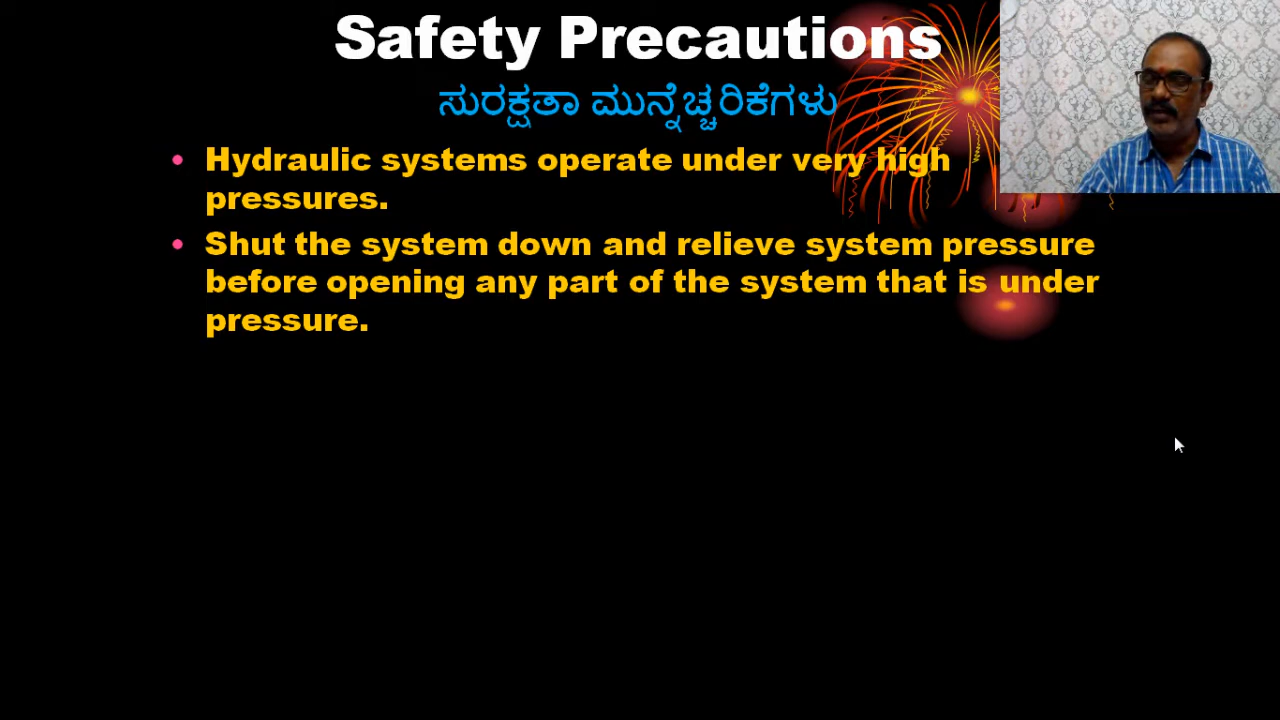 Safety Precautions
ಸುರಕ್ಷತಾ ಮುನ್ನೆಚ್ಚರಿಕೆಗಳು
• Hydraulic systems operate under very high
pressures.
• Shut the system down and relieve system pressure
before opening any part of the system that is under
pressure.